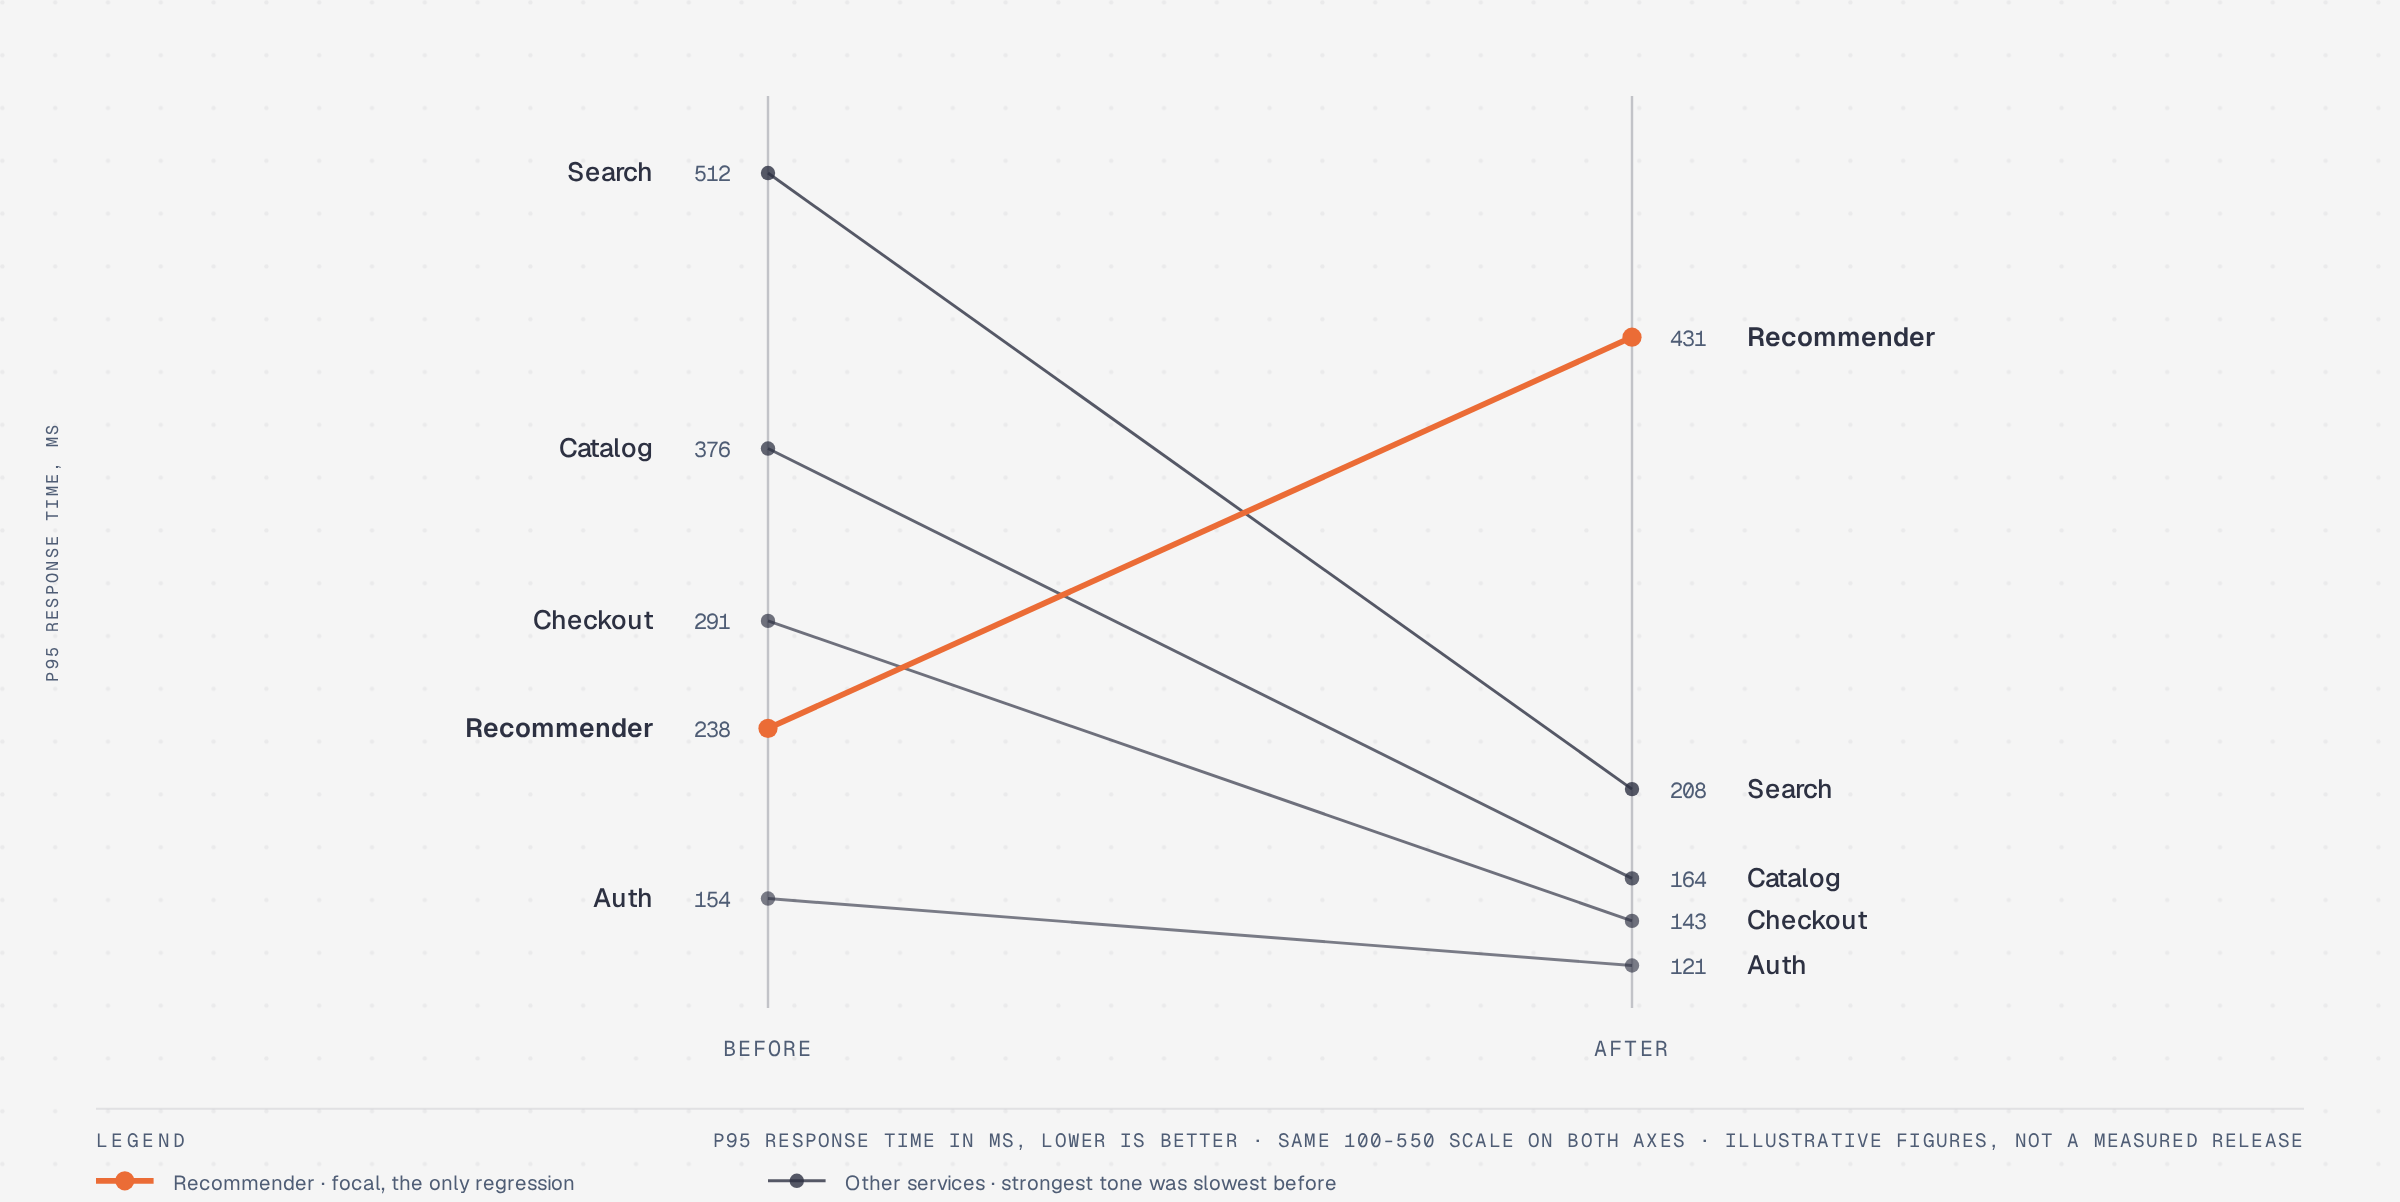 P95 RESPONSE TIME, MS
Search 512
Catalog 376
Checkout 291
Recommender 238
Auth 154
431 Recommender
208 Search
164 Catalog
143 Checkout
121 Auth
BEFORE
AFTER
LEGEND
P95 RESPONSE TIME IN MS, LOWER IS BETTER · SAME 100-550 SCALE ON BOTH AXES · ILLUSTRATIVE FIGURES, NOT A MEASURED RELEASE
Recommender · focal, the only regression
Other services · strongest tone was slowest before